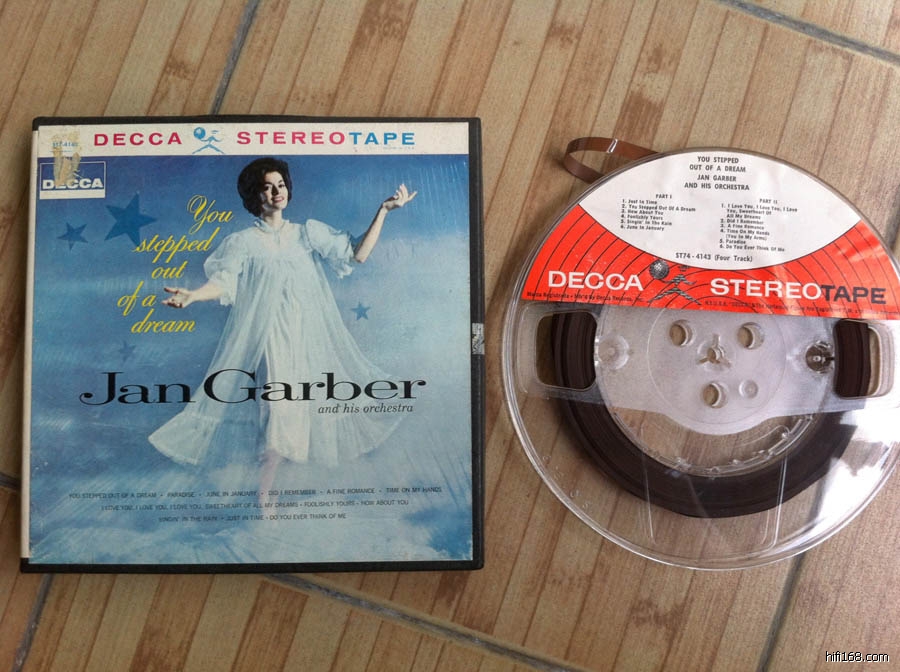 DECCA STEREOTAPE
DECCA
You
stepped
out
of a
dream
Jan Garber
and his orchestra
YOU STEPPED OUT OF A DREAM • PARADISE • JUNE IN JANUARY • DID I REMEMBER • A FINE ROMANCE • TIME ON MY HANDS
I LOVE YOU, I LOVE YOU, I LOVE YOU, SWEETHEART OF ALL MY DREAMS • FOOLISHLY YOURS • HOW ABOUT YOU
SINGIN' IN THE RAIN • JUST IN TIME • DO YOU EVER THINK OF ME
YOU STEPPED
OUT OF A DREAM
JAN GARBER
AND HIS ORCHESTRA
PART I
1. Just In Time
2. You Stepped Out Of A Dream
3. How About You
4. Foolishly Yours
5. Singin' In The Rain
6. June In January
PART II
1. I Love You, I Love You, I Love
You, Sweetheart Of
All My Dreams
2. Did I Remember
3. A Fine Romance
4. Time On My Hands
(You In My Arms)
5. Paradise
6. Do You Ever Think Of Me
ST74-4143 (Four Track)
DECCA STEREOTAPE
hifi168.com